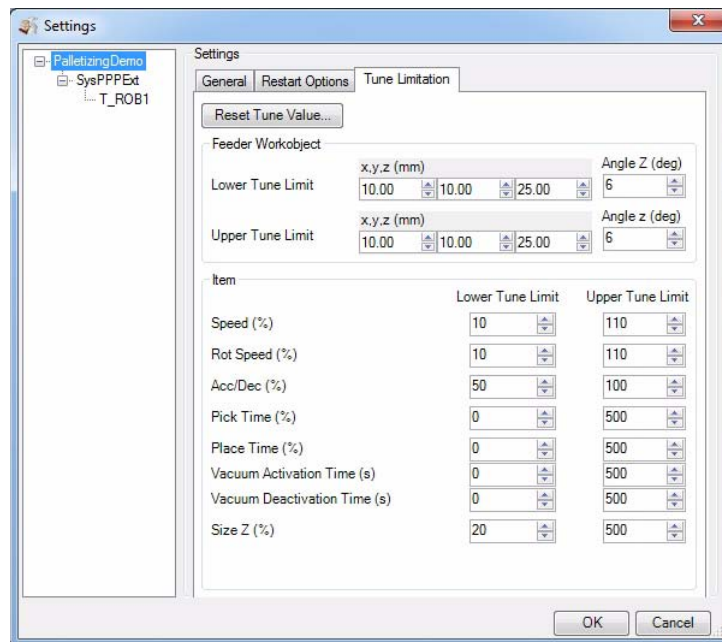 Settings
PalletizingDemo
SysPPPExt
T_ROB1
Settings
General Restart Options Tune Limitation
Reset Tune Value...
Feeder Workobject
x,y,z (mm) Angle Z (deg)
Lower Tune Limit 10.00 10.00 25.00 6
x,y,z (mm) Angle z (deg)
Upper Tune Limit 10.00 10.00 25.00 6
Item
Lower Tune Limit Upper Tune Limit
Speed (%) 10 110
Rot Speed (%) 10 110
Acc/Dec (%) 50 100
Pick Time (%) 0 500
Place Time (%) 0 500
Vacuum Activation Time (s) 0 500
Vacuum Deactivation Time (s) 0 500
Size Z (%) 20 500
OK Cancel